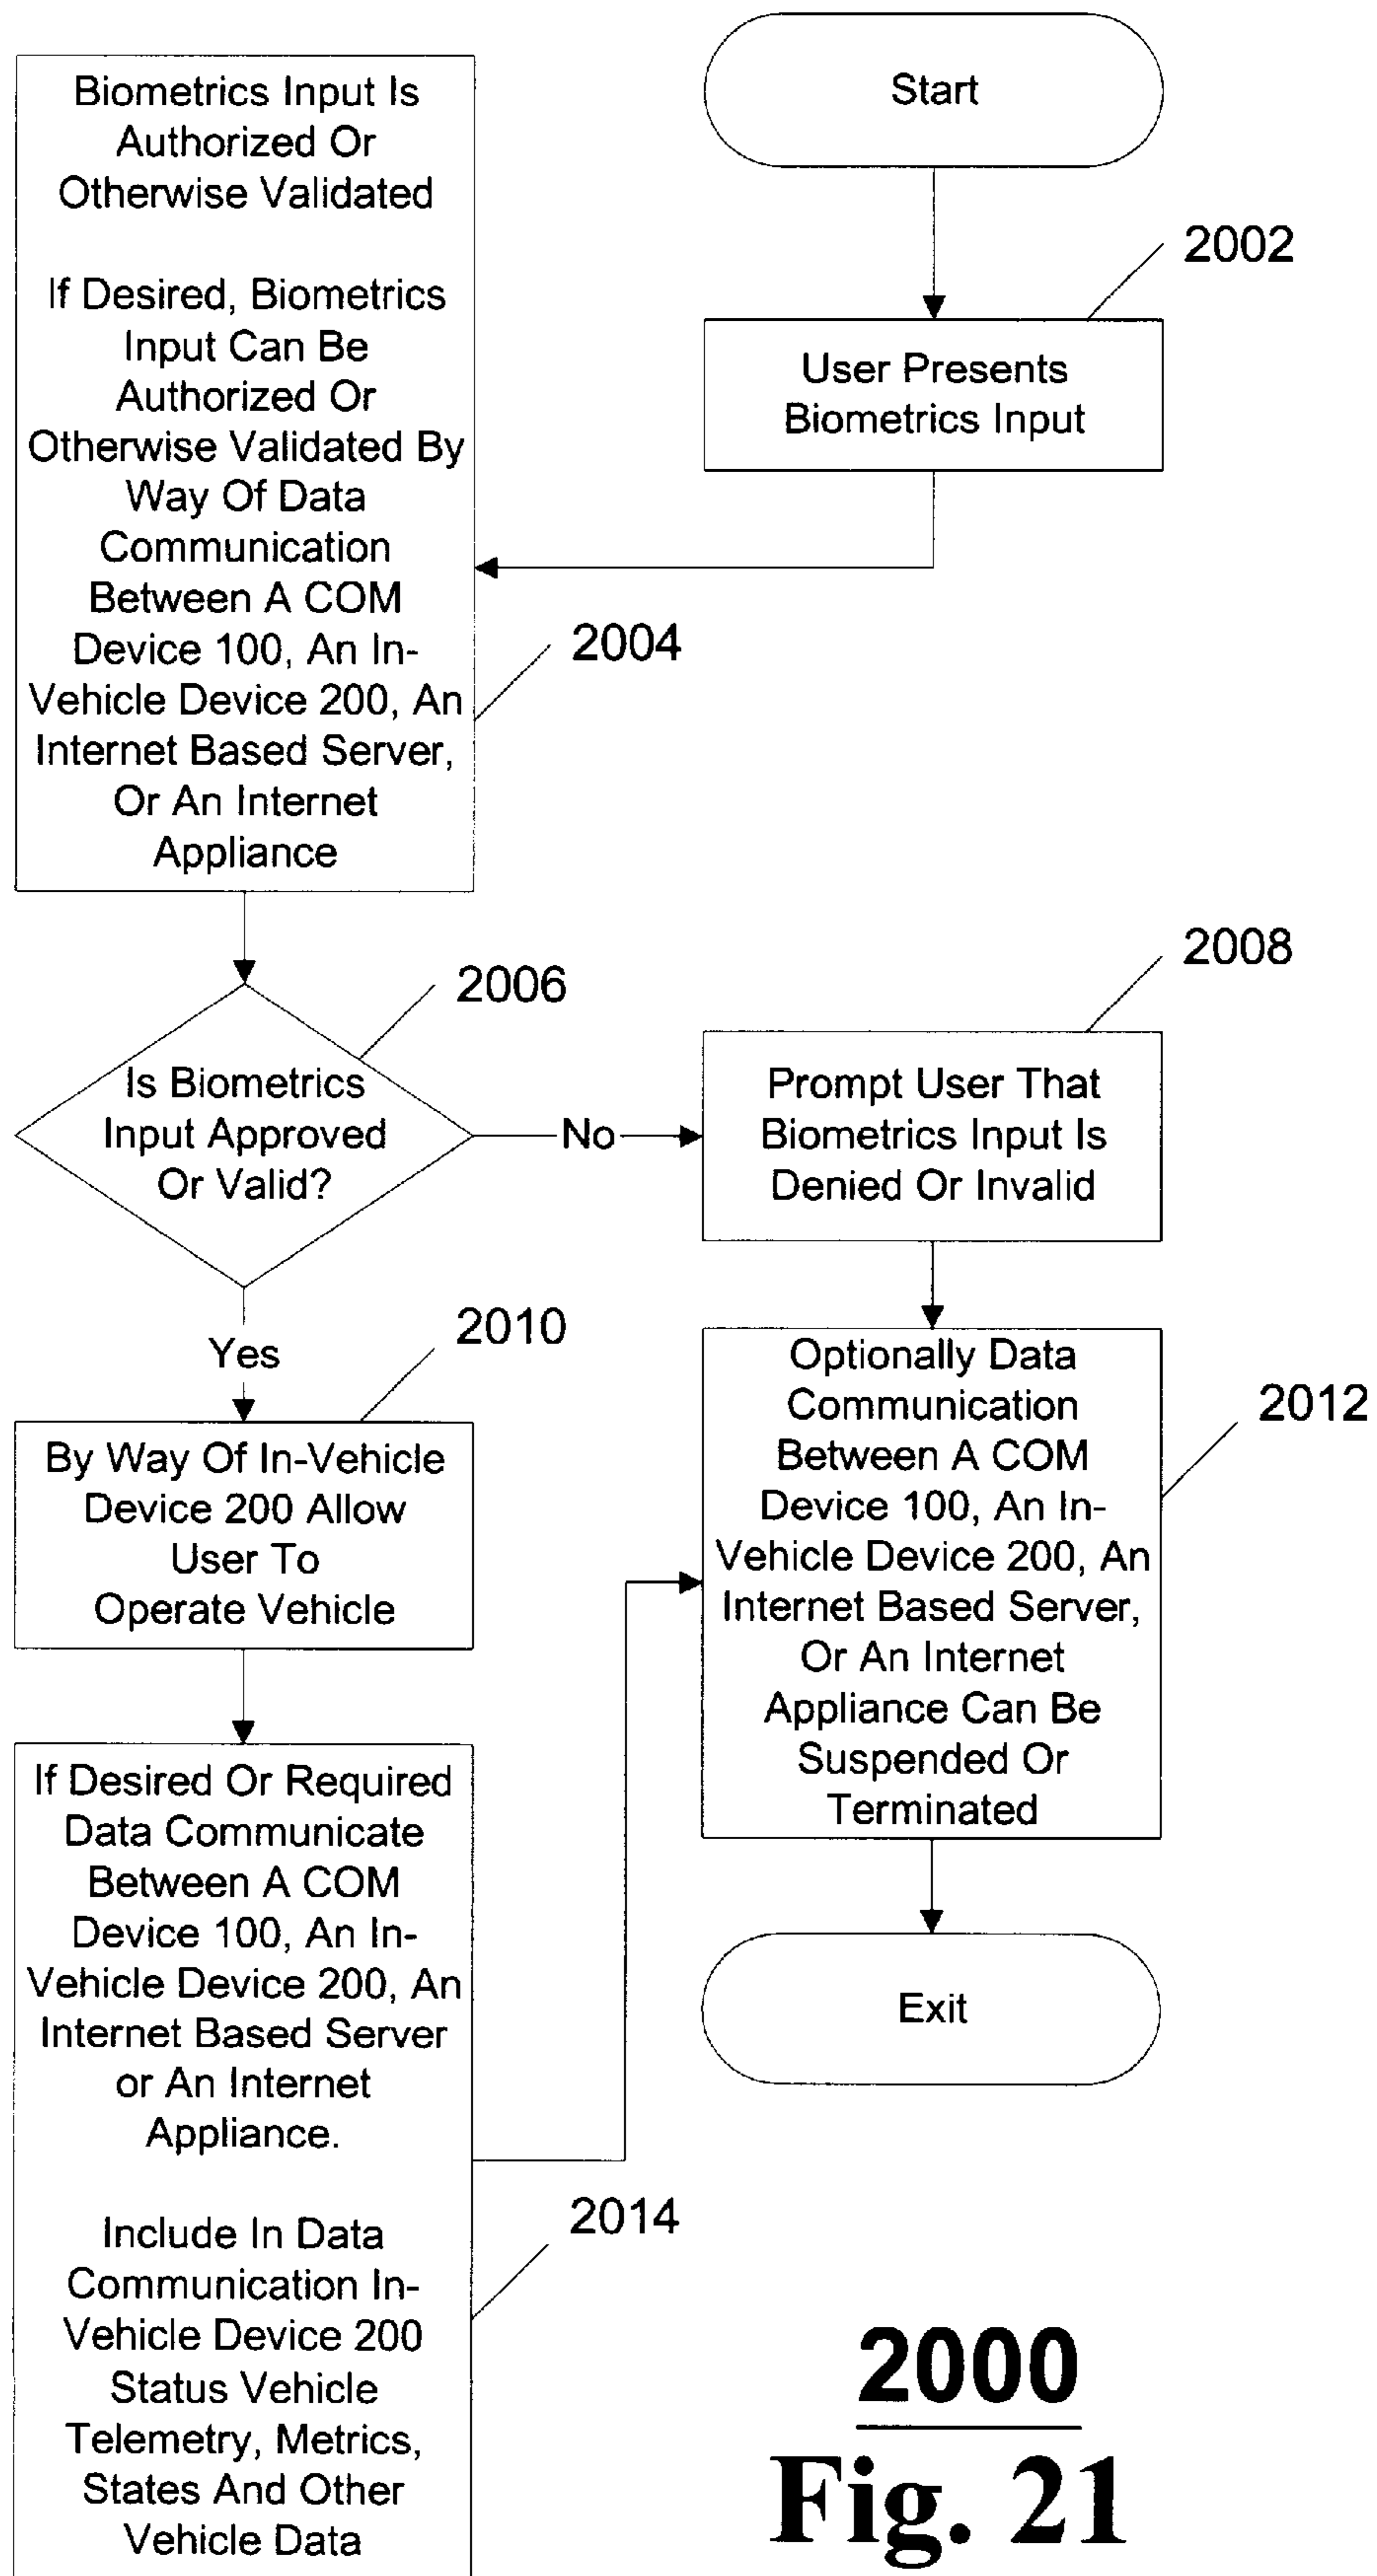 Start
2002
User Presents
Biometrics Input
Biometrics Input Is
Authorized Or
Otherwise Validated
If Desired, Biometrics
Input Can Be
Authorized Or
Otherwise Validated By
Way Of Data
Communication
Between A COM
Device 100, An In-
Vehicle Device 200, An
Internet Based Server,
Or An Internet
Appliance
2004
2006
Is Biometrics
Input Approved
Or Valid?
No
2008
Prompt User That
Biometrics Input Is
Denied Or Invalid
Yes
2010
By Way Of In-Vehicle
Device 200 Allow
User To
Operate Vehicle
2012
Optionally Data
Communication
Between A COM
Device 100, An In-
Vehicle Device 200, An
Internet Based Server,
Or An Internet
Appliance Can Be
Suspended Or
Terminated
If Desired Or Required
Data Communicate
Between A COM
Device 100, An In-
Vehicle Device 200, An
Internet Based Server
or An Internet
Appliance.
Include In Data
Communication In-
Vehicle Device 200
Status Vehicle
Telemetry, Metrics,
States And Other
Vehicle Data
2014
Exit
2000
Fig. 21